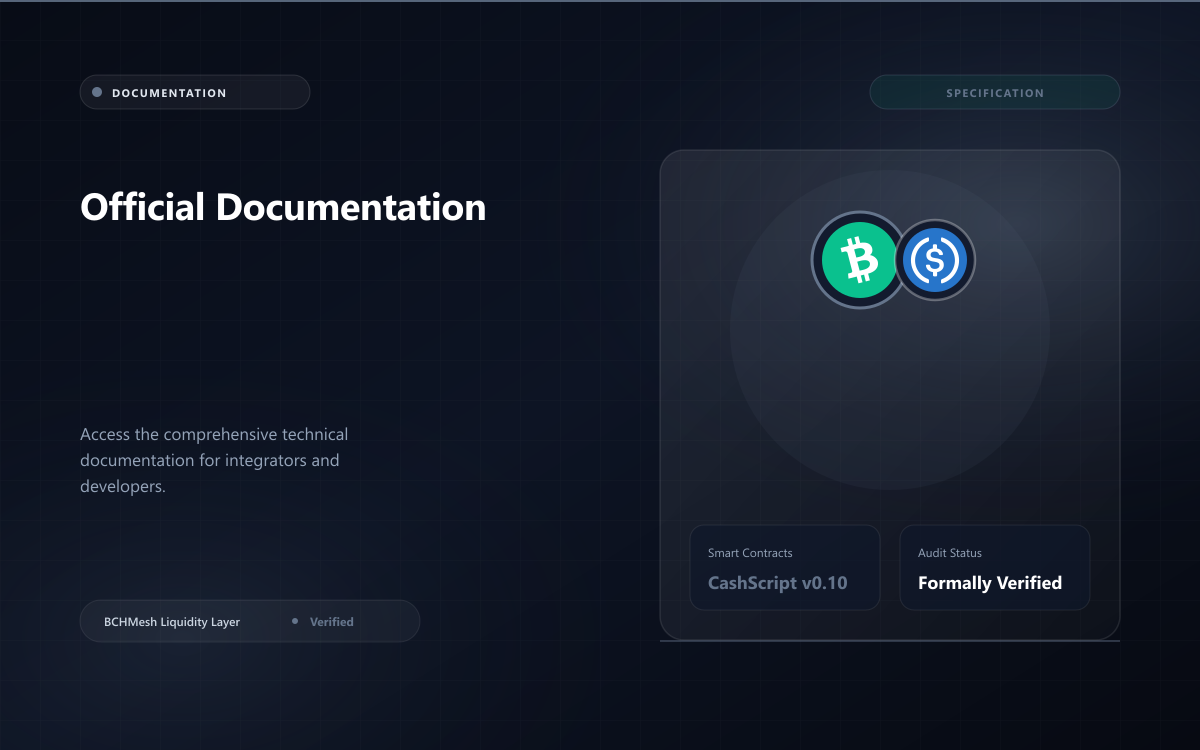 DOCUMENTATION
SPECIFICATION
Official Documentation
Access the comprehensive technical
documentation for integrators and
developers.
Smart Contracts
CashScript v0.10
Audit Status
Formally Verified
BCHMesh Liquidity Layer
Verified